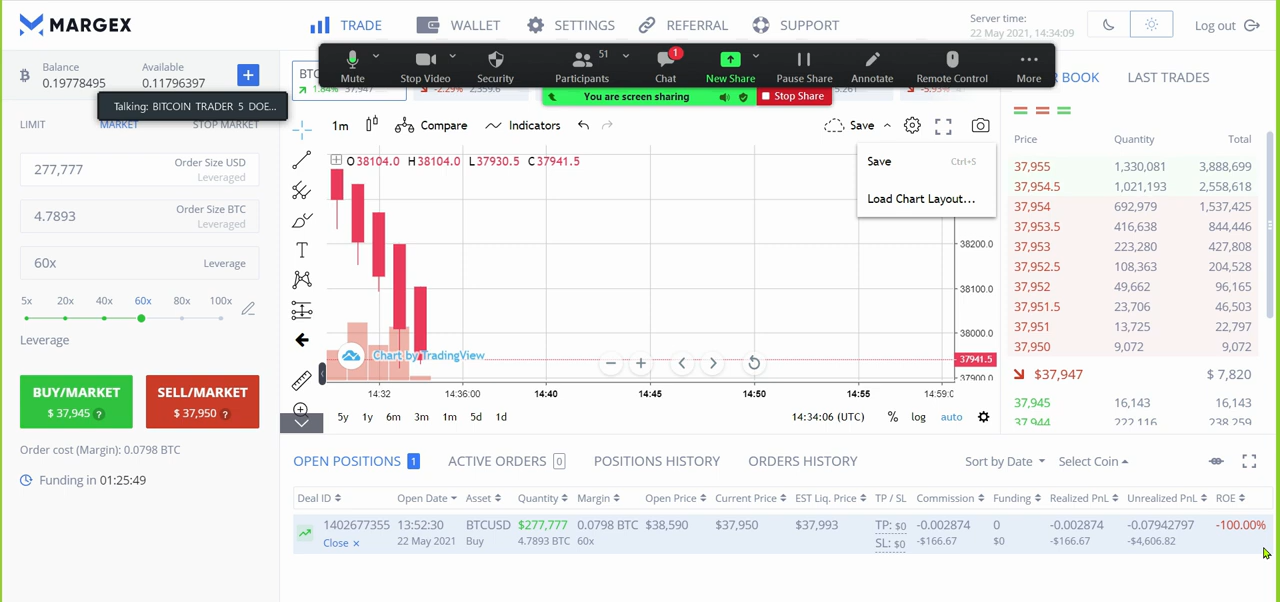 MARGEX
TRADE
WALLET
SETTINGS
REFERRAL
SUPPORT
Server time:
22 May 2021, 14:34:09
Log out
Balance
0.19778495
Available
0.11796397
Talking: BITCOIN TRADER 5 DOE...
Mute
Stop Video
Security
51
Participants
1
Chat
New Share
Pause Share
Annotate
Remote Control
More
You are screen sharing
Stop Share
BOOK
LAST TRADES
LIMIT
MARKET
STOP MARKET
277,777
Order Size USD
Leveraged
4.7893
Order Size BTC
Leveraged
60x
Leverage
5x 20x 40x 60x 80x 100x
Leverage
BUY/MARKET
$ 37,945 ?
SELL/MARKET
$ 37,950 ?
Order cost (Margin): 0.0798 BTC
Funding in 01:25:49
1m
Compare
Indicators
Save
O38104.0 H38104.0 L37930.5 C37941.5
Save Ctrl+S
Load Chart Layout...
38200.0
38100.0
38000.0
37941.5
37900.0
Chart by TradingView
14:32 14:36:00 14:40 14:45 14:50 14:55
5y 1y 6m 3m 1m 5d 1d
14:34:06 (UTC)
% log auto
Price Quantity Total
37,955 1,330,081 3,888,699
37,954.5 1,021,193 2,558,618
37,954 692,979 1,537,425
37,953.5 416,638 844,446
37,953 223,280 427,808
37,952.5 108,363 204,528
37,952 49,662 96,165
37,951.5 23,706 46,503
37,951 13,725 22,797
37,950 9,072 9,072
$37,947 $ 7,820
37,945 16,143 16,143
37,944 222,116 238,259
OPEN POSITIONS 1
ACTIVE ORDERS 0
POSITIONS HISTORY
ORDERS HISTORY
Sort by Date
Select Coin
Deal ID Open Date Asset Quantity Margin Open Price Current Price EST Liq. Price TP / SL Commission Funding Realized PnL Unrealized PnL ROE
1402677355 13:52:30 BTCUSD $277,777 0.0798 BTC $38,590 $37,950 $37,993 TP: $0 -0.002874 0 -0.002874 -0.07942797 -100.00%
Close × 22 May 2021 Buy 4.7893 BTC 60x SL: $0 -$166.67 $0 -$166.67 -$4,606.82